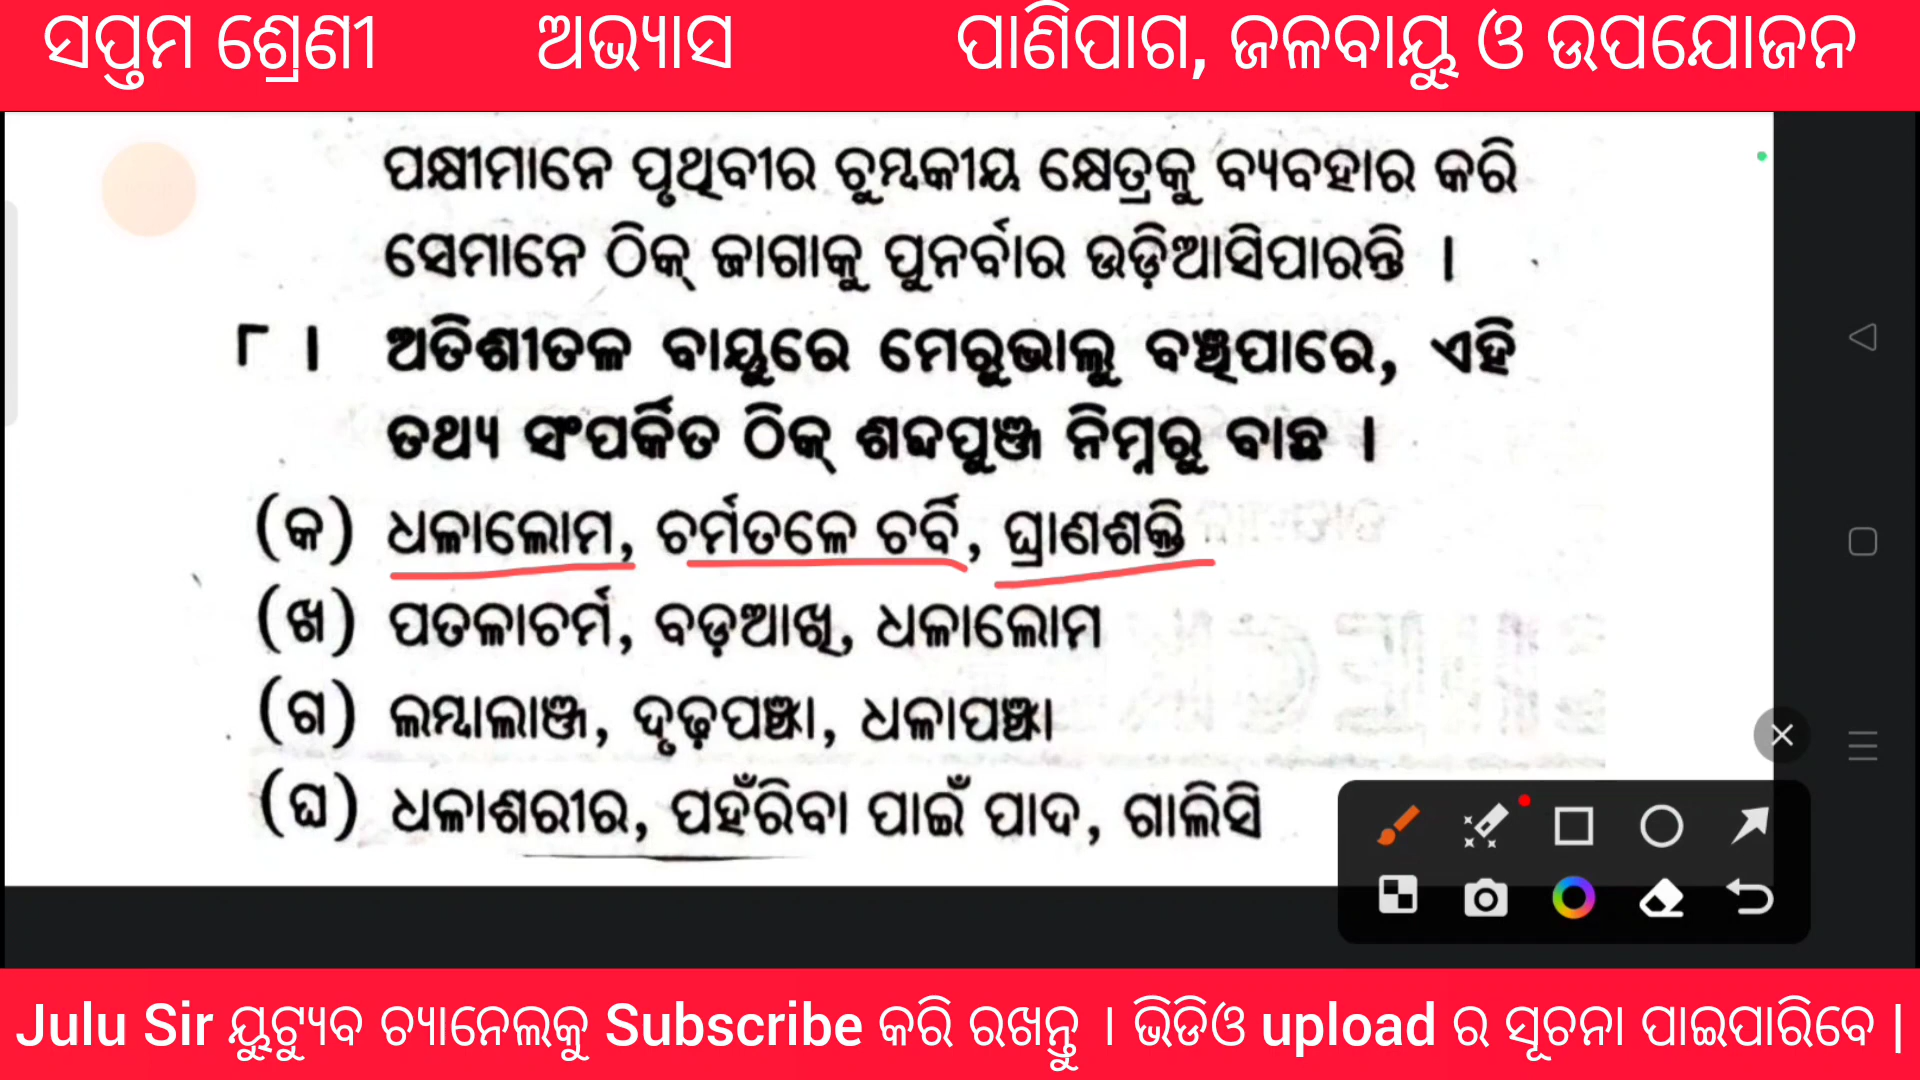 ସପ୍ତମ ଶ୍ରେଣୀ ଅଭ୍ୟାସ ପାଣିପାଗ, ଜଳବାୟୁ ଓ ଉପଯୋଜନ
ପକ୍ଷୀମାନେ ପୃଥିବୀର ଚୁମ୍ବକୀୟ କ୍ଷେତ୍ରକୁ ବ୍ୟବହାର କରି
ସେମାନେ ଠିକ୍ ଜାଗାକୁ ପୁନର୍ବାର ଉଡ଼ିଆସିପାରନ୍ତି ।
୮ । ଅତିଶୀତଳ ବାୟୁରେ ମେରୁଭାଲୁ ବଞ୍ଚିପାରେ, ଏହି
ତଥ୍ୟ ସଂପର୍କିତ ଠିକ୍ ଶବ୍ଦପୁଞ୍ଜ ନିମ୍ନରୁ ବାଛ ।
(କ) ଧଳାଲୋମ, ଚର୍ମତଳେ ଚର୍ବି, ଘ୍ରାଣଶକ୍ତି
(ଖ) ପତଳାଚର୍ମ, ବଡ଼ଆଖି, ଧଳାଲୋମ
(ଗ) ଲମ୍ବାଲାଞ୍ଜ, ଦୃଢ଼ପଞ୍ଝା, ଧଳାପଞ୍ଝା
(ଘ) ଧଳାଶରୀର, ପହଁରିବା ପାଇଁ ପାଦ, ଗାଲିସି
Julu Sir ୟୁଟ୍ୟୁବ ଚ୍ୟାନେଲକୁ Subscribe କରି ରଖନ୍ତୁ । ଭିଡିଓ upload ର ସୂଚନା ପାଇପାରିବେ |